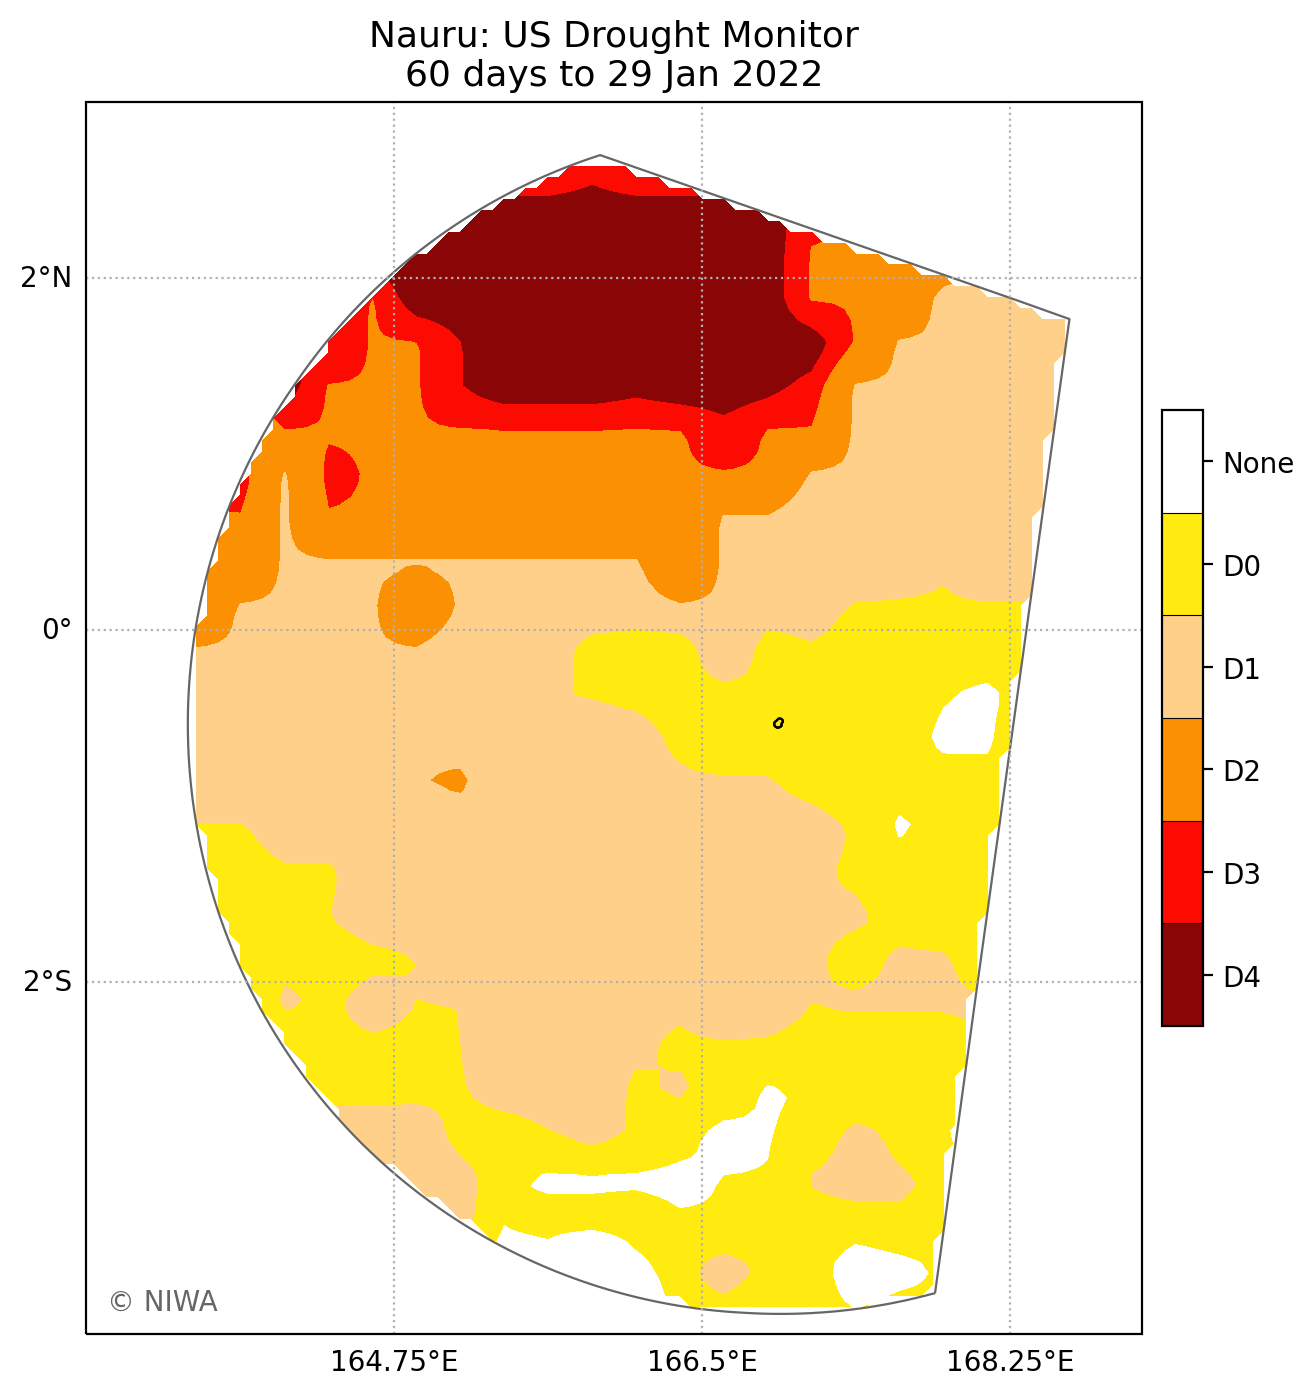 Nauru: US Drought Monitor
60 days to 29 Jan 2022
2°N
0°
2°S
164.75°E
166.5°E
168.25°E
None
D0
D1
D2
D3
D4
© NIWA